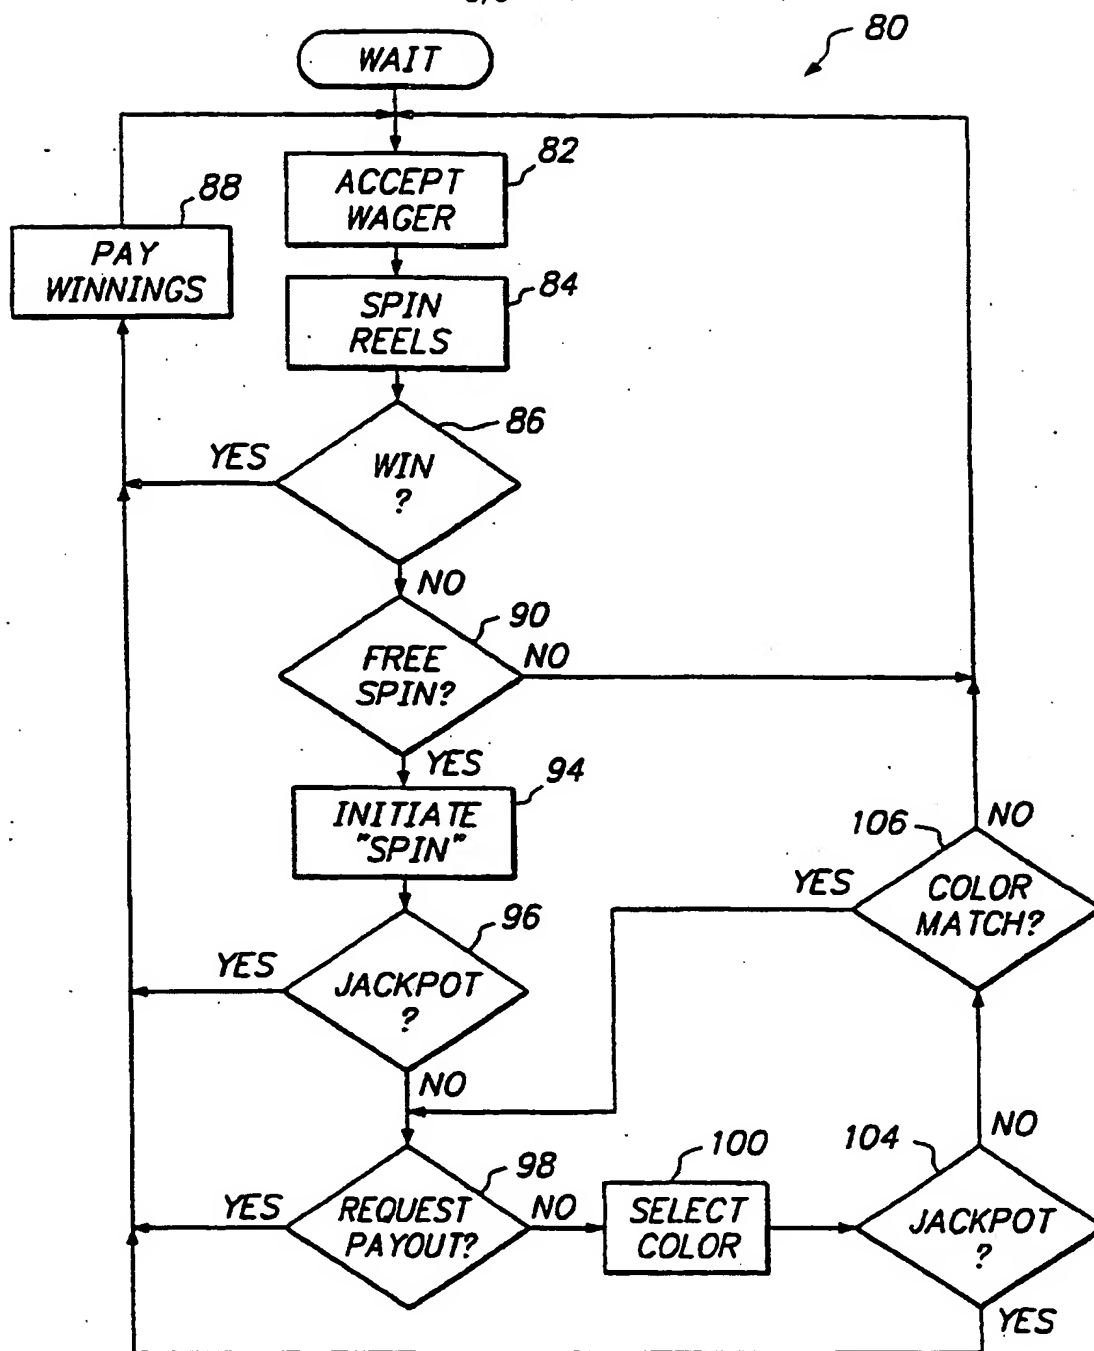 80
WAIT
82
ACCEPT
WAGER
88
PAY
WINNINGS
84
SPIN
REELS
86
YES
WIN
?
NO
90
FREE
SPIN?
NO
YES
94
INITIATE
"SPIN"
106
NO
YES
COLOR
MATCH?
96
YES
JACKPOT
?
NO
NO
98
100
104
YES
REQUEST
PAYOUT?
NO
SELECT
COLOR
JACKPOT
?
YES